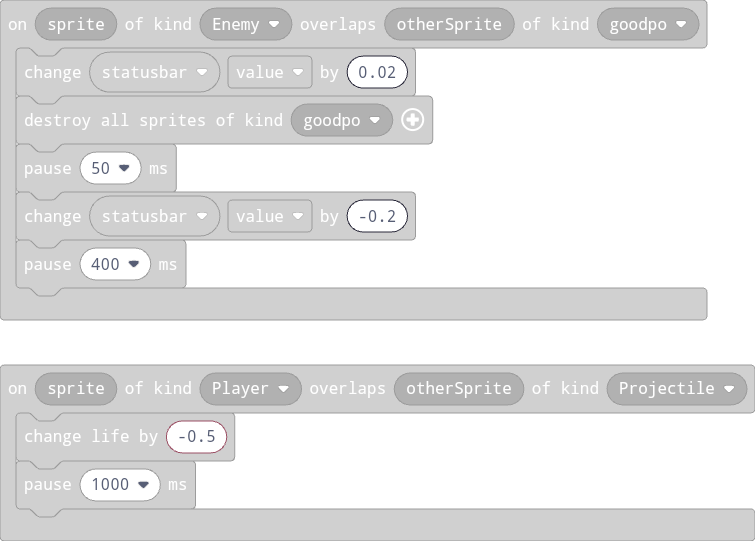 on sprite of kind Enemy overlaps otherSprite of kind goodpo
change statusbar value by 0.02
destroy all sprites of kind goodpo
pause 50 ms
change statusbar value by -0.2
pause 400 ms
on sprite of kind Player overlaps otherSprite of kind Projectile
change life by -0.5
pause 1000 ms